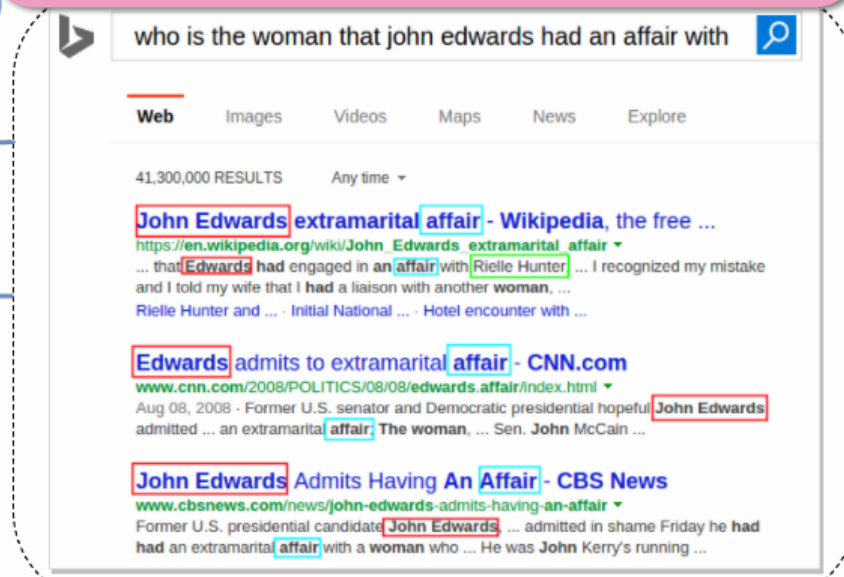 who is the woman that john edwards had an affair with
Web Images Videos Maps News Explore
41,300,000 RESULTS Any time
John Edwards extramarital affair - Wikipedia, the free ...
https://en.wikipedia.org/wiki/John_Edwards_extramarital_affair
... that Edwards had engaged in an affair with Rielle Hunter, ... I recognized my mistake
and I told my wife that I had a liaison with another woman, ...
Rielle Hunter and ... · Initial National ... · Hotel encounter with ...
Edwards admits to extramarital affair - CNN.com
www.cnn.com/2008/POLITICS/08/08/edwards.affair/index.html
Aug 08, 2008 · Former U.S. senator and Democratic presidential hopeful John Edwards
admitted ... an extramarital affair; The woman, ... Sen. John McCain ...
John Edwards Admits Having An Affair - CBS News
www.cbsnews.com/news/john-edwards-admits-having-an-affair
Former U.S. presidential candidate John Edwards, ... admitted in shame Friday he had
had an extramarital affair with a woman who ... He was John Kerry's running ...